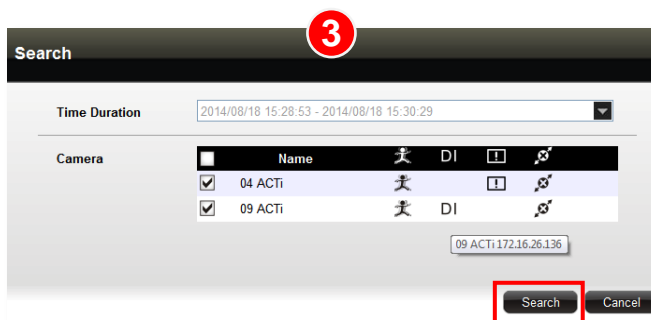 3
Search
Time Duration 2014/08/18 15:28:53 - 2014/08/18 15:30:29
Camera Name DI
04 ACTi
09 ACTi DI
09 ACTi 172.16.26.136
Search Cancel